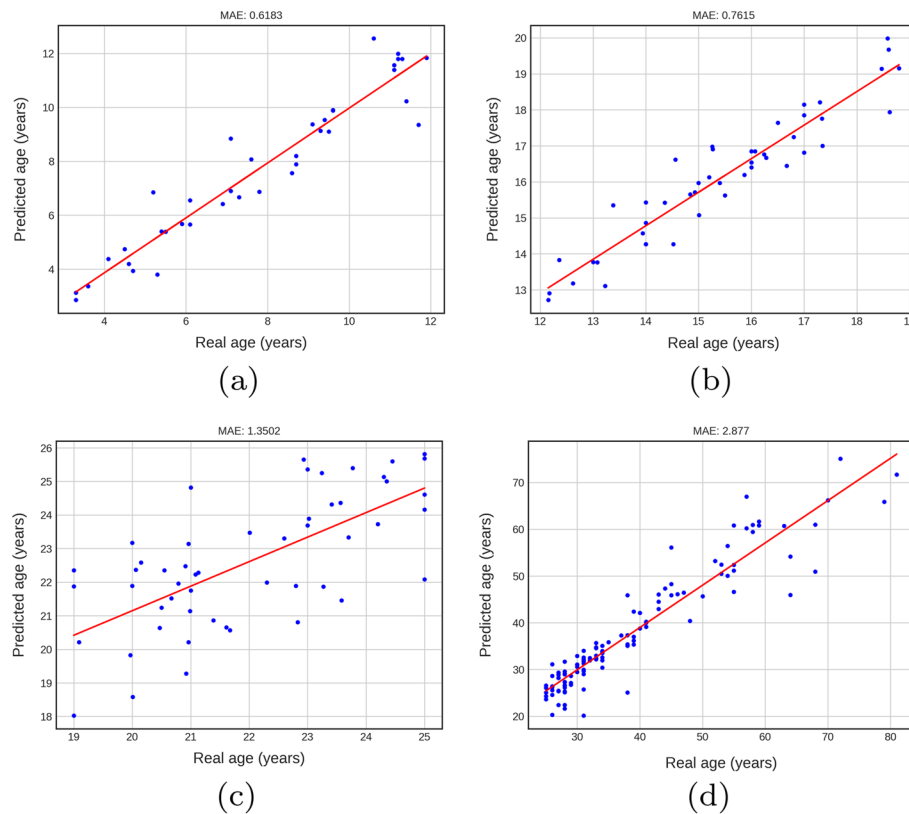 MAE: 0.6183
12
10
8
6
4
Predicted age (years)
4 6 8 10 12
Real age (years)
(a)
MAE: 0.7615
20
19
18
17
16
15
14
13
Predicted age (years)
12 13 14 15 16 17 18 1
Real age (years)
(b)
MAE: 1.3502
26
25
24
23
22
21
20
19
18
Predicted age (years)
19 20 21 22 23 24 25
Real age (years)
(c)
MAE: 2.877
70
60
50
40
30
20
Predicted age (years)
30 40 50 60 70 80
Real age (years)
(d)